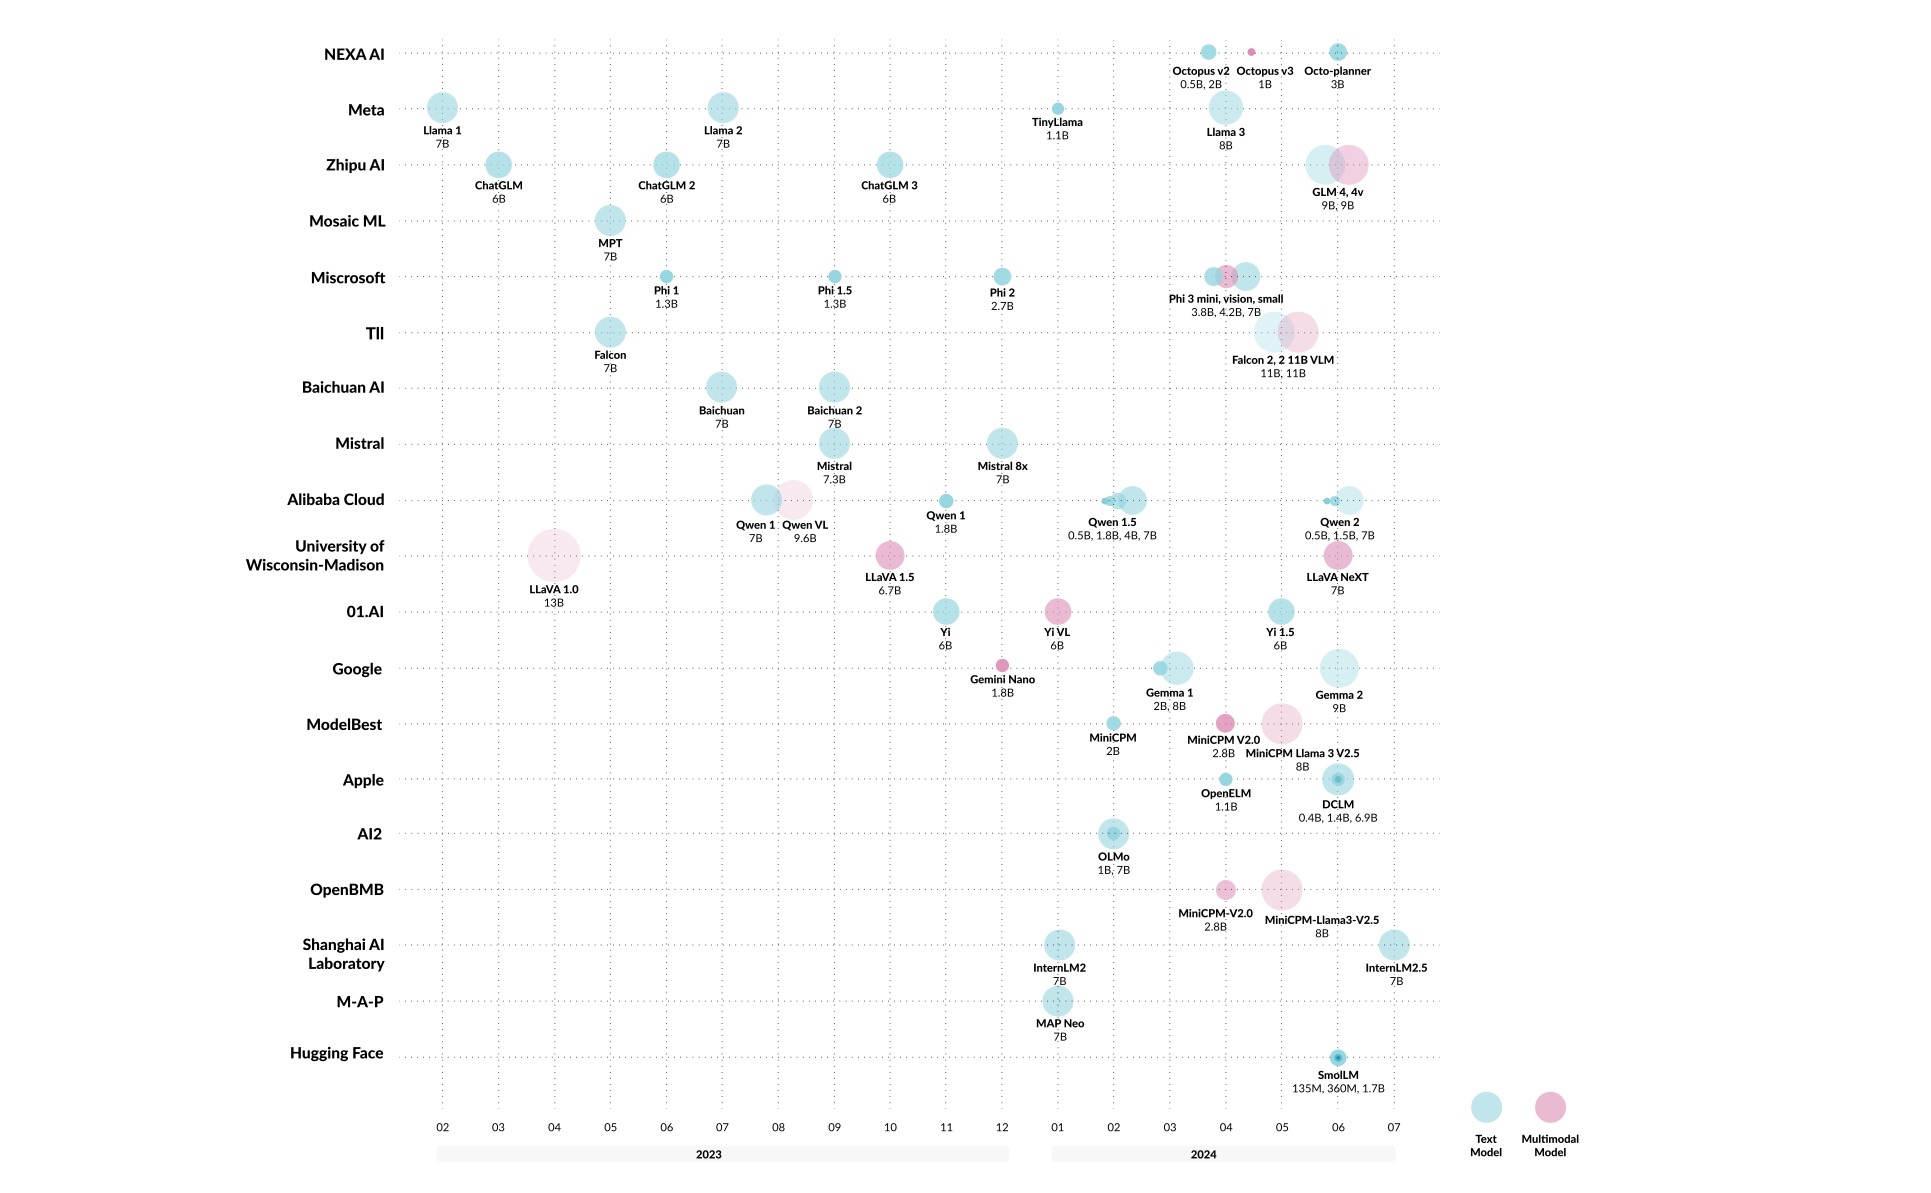 NEXA AI
Octopus v2 Octopus v3 Octo-planner
0.5B, 2B 1B 3B
Meta
Llama 1 Llama 2 TinyLlama Llama 3
7B 7B 1.1B 8B
Zhipu AI
ChatGLM ChatGLM 2 ChatGLM 3 GLM 4, 4v
6B 6B 6B 9B, 9B
Mosaic ML
MPT
7B
Miscrosoft
Phi 1 Phi 1.5 Phi 2 Phi 3 mini, vision, small
1.3B 1.3B 2.7B 3.8B, 4.2B, 7B
TII
Falcon Falcon 2, 2 11B VLM
7B 11B, 11B
Baichuan AI
Baichuan Baichuan 2
7B 7B
Mistral
Mistral Mistral 8x
7.3B 7B
Alibaba Cloud
Qwen 1 Qwen VL Qwen 1 Qwen 1.5 Qwen 2
7B 9.6B 1.8B 0.5B, 1.8B, 4B, 7B 0.5B, 1.5B, 7B
University of
Wisconsin-Madison
LLaVA 1.0 LLaVA 1.5 LLaVA NeXT
13B 6.7B 7B
01.AI
Yi Yi VL Yi 1.5
6B 6B 6B
Google
Gemini Nano Gemma 1 Gemma 2
1.8B 2B, 8B 9B
ModelBest
MiniCPM MiniCPM V2.0 MiniCPM Llama 3 V2.5
2B 2.8B 8B
Apple
OpenELM DCLM
1.1B 0.4B, 1.4B, 6.9B
AI2
OLMo
1B, 7B
OpenBMB
MiniCPM-V2.0 MiniCPM-Llama3-V2.5
2.8B 8B
Shanghai AI
Laboratory
InternLM2 InternLM2.5
7B 7B
M-A-P
MAP Neo
7B
Hugging Face
SmolLM
135M, 360M, 1.7B
02 03 04 05 06 07 08 09 10 11 12 01 02 03 04 05 06 07
2023 2024
Text Multimodal
Model Model